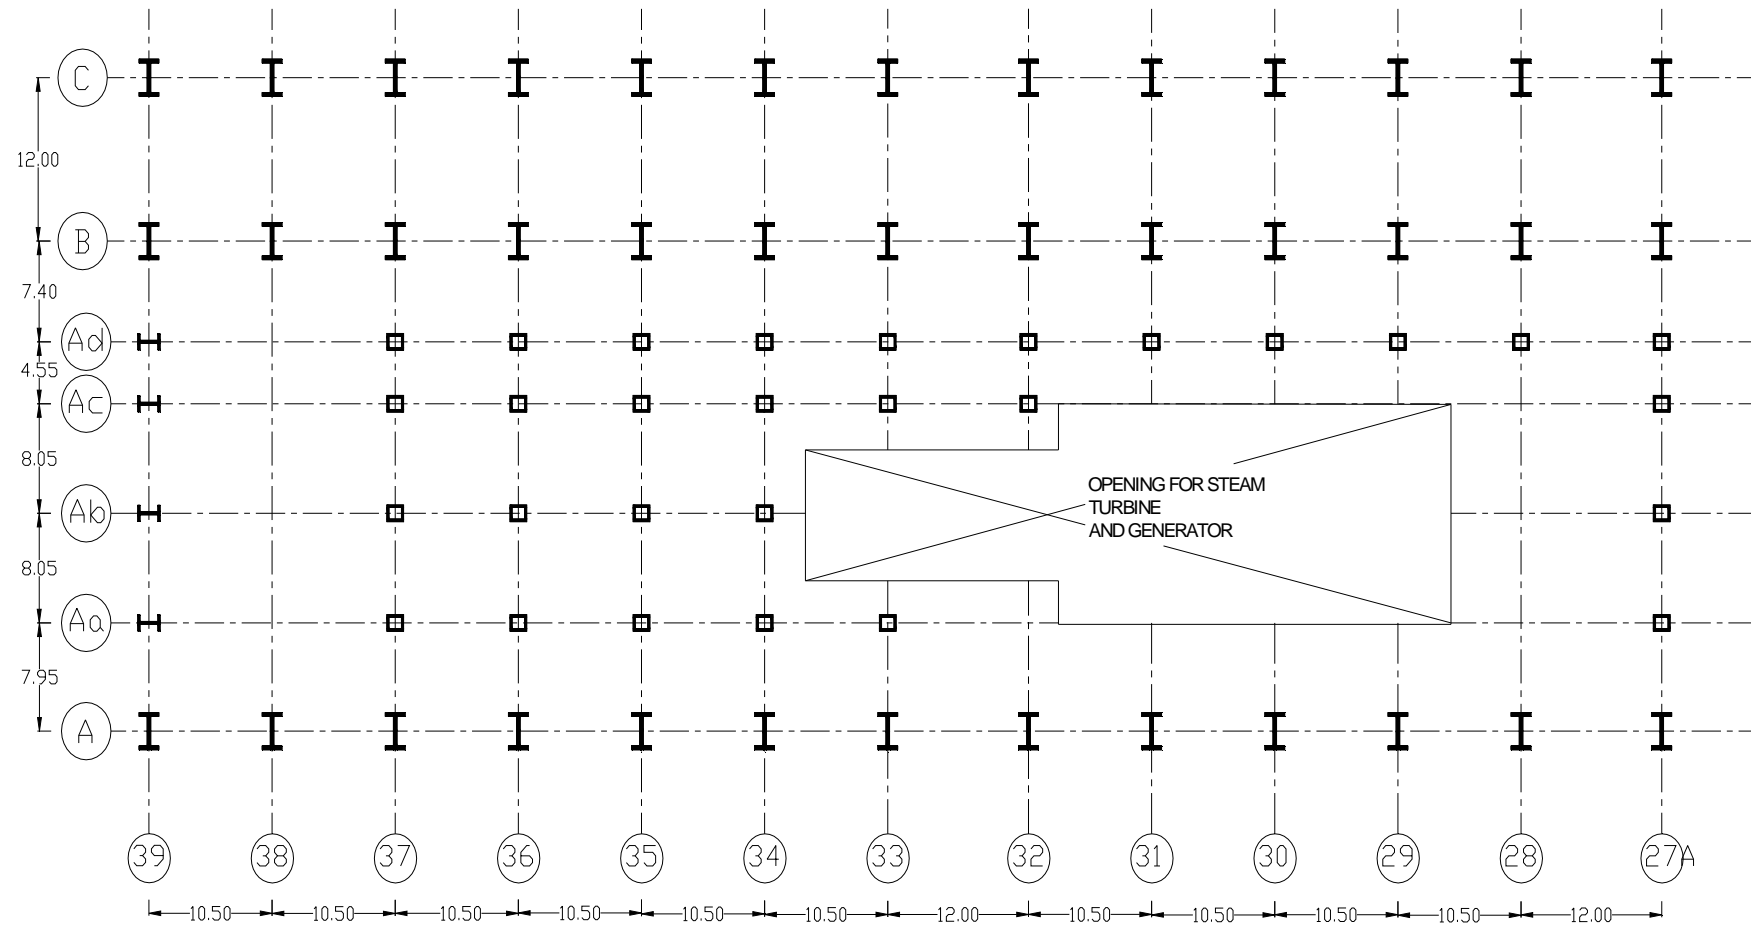 C
12.00
B
7.40
Ad
4.55
Ac
8.05
Ab
OPENING FOR STEAM
TURBINE
AND GENERATOR
8.05
Aa
7.95
A
39 38 37 36 35 34 33 32 31 30 29 28 27A
10.50 10.50 10.50 10.50 10.50 10.50 12.00 10.50 10.50 10.50 10.50 12.00